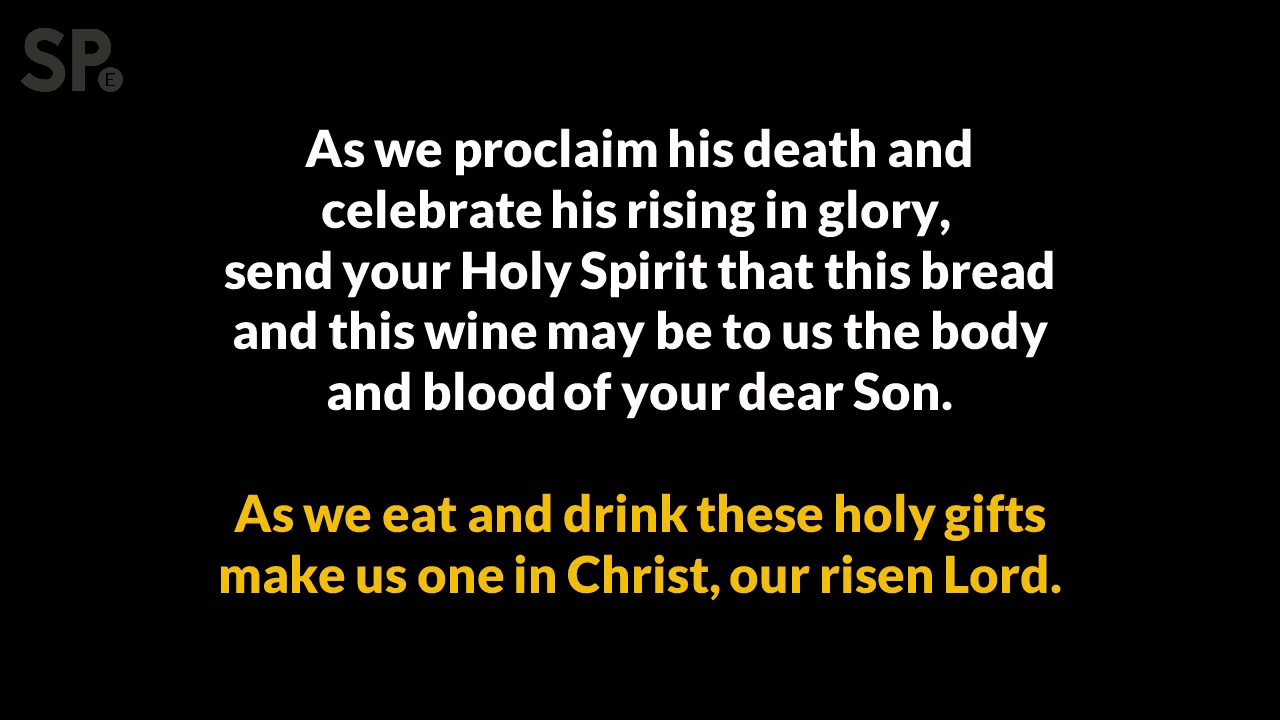 SP
E
As we proclaim his death and
celebrate his rising in glory,
send your Holy Spirit that this bread
and this wine may be to us the body
and blood of your dear Son.
As we eat and drink these holy gifts
make us one in Christ, our risen Lord.